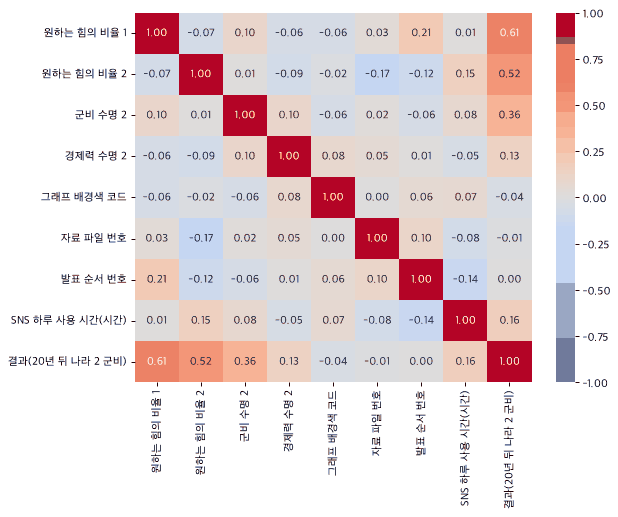 원하는 힘의 비율 1
1.00 -0.07 0.10 -0.06 -0.06 0.03 0.21 0.01 0.61
원하는 힘의 비율 2
-0.07 1.00 0.01 -0.09 -0.02 -0.17 -0.12 0.15 0.52
군비 수명 2
0.10 0.01 1.00 0.10 -0.06 0.02 -0.06 0.08 0.36
경제력 수명 2
-0.06 -0.09 0.10 1.00 0.08 0.05 0.01 -0.05 0.13
그래프 배경색 코드
-0.06 -0.02 -0.06 0.08 1.00 0.00 0.06 0.07 -0.04
자료 파일 번호
0.03 -0.17 0.02 0.05 0.00 1.00 0.10 -0.08 -0.01
발표 순서 번호
0.21 -0.12 -0.06 0.01 0.06 0.10 1.00 -0.14 0.00
SNS 하루 사용 시간(시간)
0.01 0.15 0.08 -0.05 0.07 -0.08 -0.14 1.00 0.16
결과(20년 뒤 나라 2 군비)
0.61 0.52 0.36 0.13 -0.04 -0.01 0.00 0.16 1.00
원하는 힘의 비율 1
원하는 힘의 비율 2
군비 수명 2
경제력 수명 2
그래프 배경색 코드
자료 파일 번호
발표 순서 번호
SNS 하루 사용 시간(시간)
결과(20년 뒤 나라 2 군비)
1.00
0.75
0.50
0.25
0.00
-0.25
-0.50
-0.75
-1.00